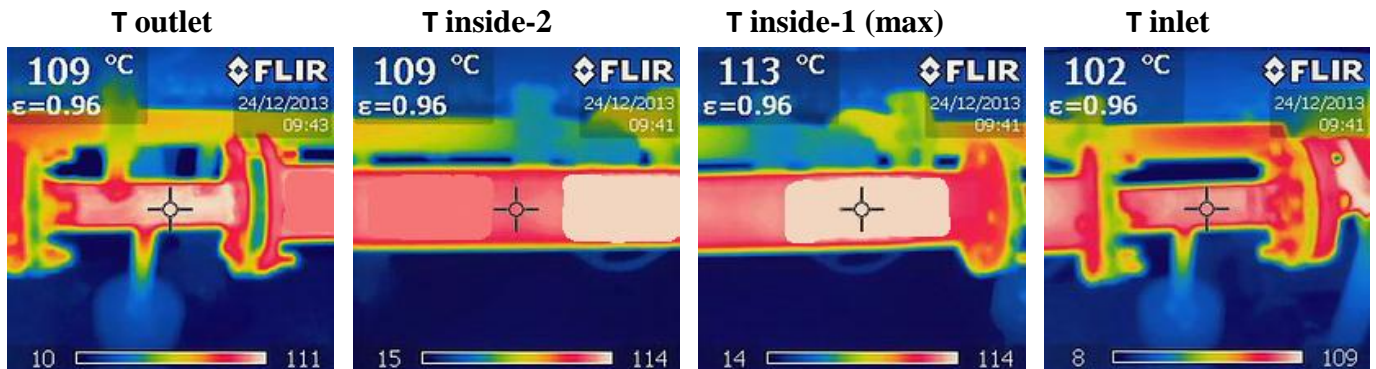 T outlet
T inside-2
T inside-1 (max)
T inlet
109 °C
FLIR
ε=0.96
24/12/2013
09:43
10
111
109 °C
FLIR
ε=0.96
24/12/2013
09:41
15
114
113 °C
FLIR
ε=0.96
24/12/2013
09:41
14
114
102 °C
FLIR
ε=0.96
24/12/2013
09:41
8
109